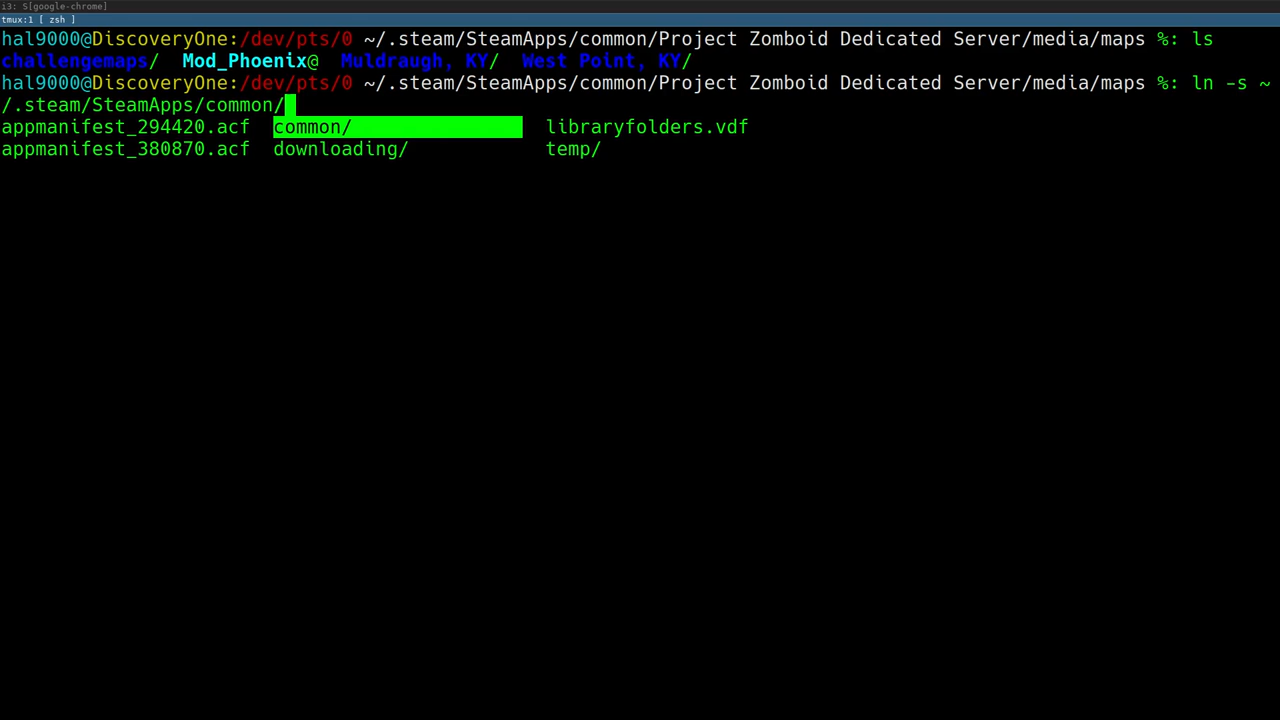 i3: S[google-chrome]
tmux:1 [ zsh ]
hal9000@DiscoveryOne:/dev/pts/0 ~/.steam/SteamApps/common/Project Zomboid Dedicated Server/media/maps %: ls
challengemaps/  Mod_Phoenix@  Muldraugh, KY/  West Point, KY/
hal9000@DiscoveryOne:/dev/pts/0 ~/.steam/SteamApps/common/Project Zomboid Dedicated Server/media/maps %: ln -s ~
/.steam/SteamApps/common/
appmanifest_294420.acf  common/  libraryfolders.vdf
appmanifest_380870.acf  downloading/  temp/